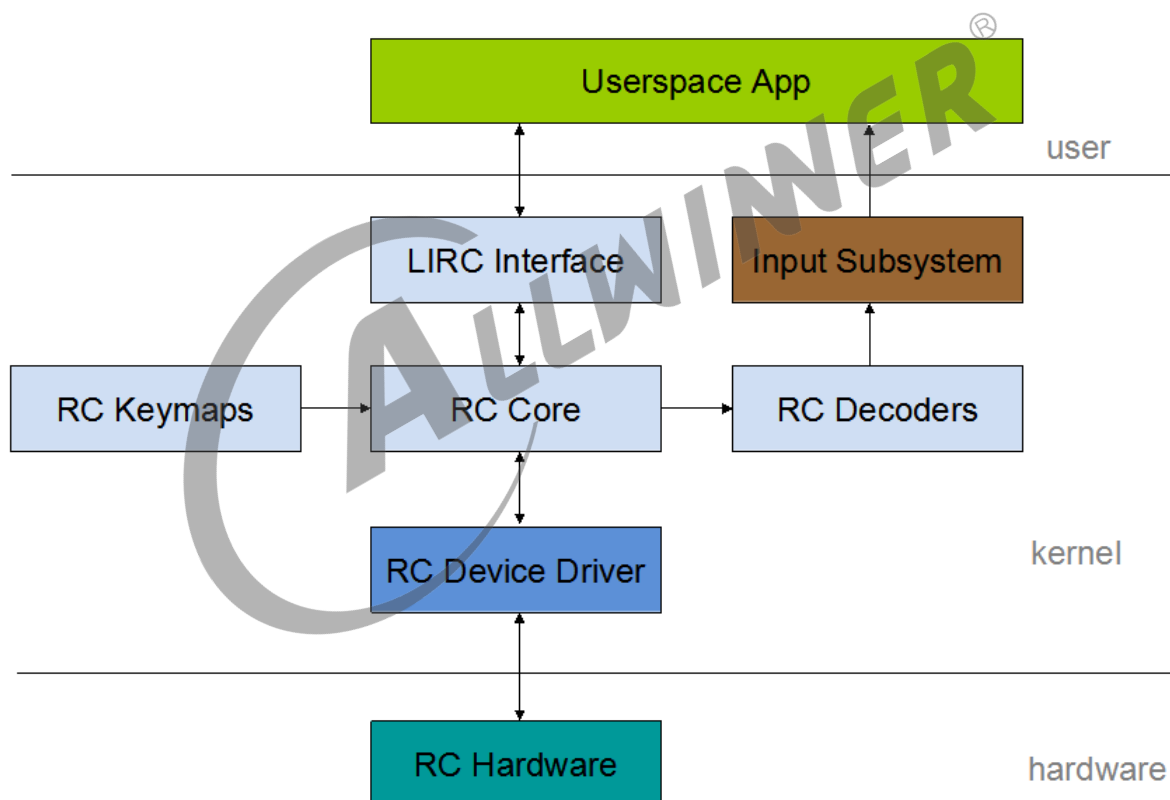 ®
Userspace App
user
ALLWINNER
LIRC Interface
Input Subsystem
RC Keymaps
RC Core
RC Decoders
RC Device Driver
kernel
RC Hardware
hardware